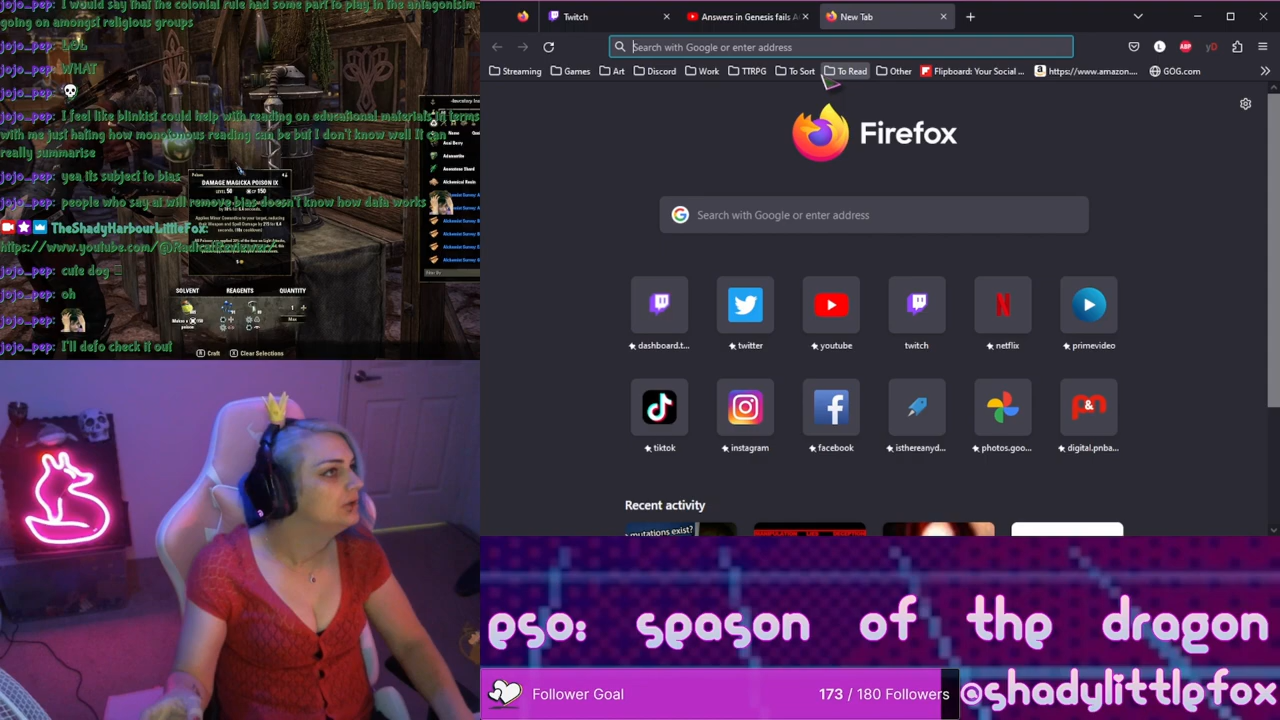 jojo_pep: I would say that the colonial rule had some part to play in the antagonism
going on amongst religious groups
jojo_pep: LOL
jojo_pep: WHAT
jojo_pep:
jojo_pep: I feel like blinkist could help with reading on educational materials in terms
with me just hating how monotonous reading can be but I don't know well It can
really summarise
jojo_pep: yea its subject to bias
jojo_pep: people who say ai will remove bias doesn't know how data works
TheShadyHarbourLittleFox:
jojo_pep: cute dog
jojo_pep: oh
jojo_pep:
jojo_pep: I'll defo check it out
DAMAGE MAGICKA POISON IX
LEVEL 50 CP 150
SOLVENT REAGENTS QUANTITY
Craft Clear Selections
Twitch
Answers in Genesis fails A
New Tab
Search with Google or enter address
Streaming Games Art Discord Work TTRPG To Sort To Read Other Flipboard: Your Social ... https://www.amazon... GOG.com
Firefox
Search with Google or enter address
dashboard.t... twitter youtube twitch netflix primevideo
tiktok instagram facebook isthereanyd... photos.goo... digital.pnba...
Recent activity
mutations exist?
eso: season of the dragon
Follower Goal 173 / 180 Followers
@shadylittlefox